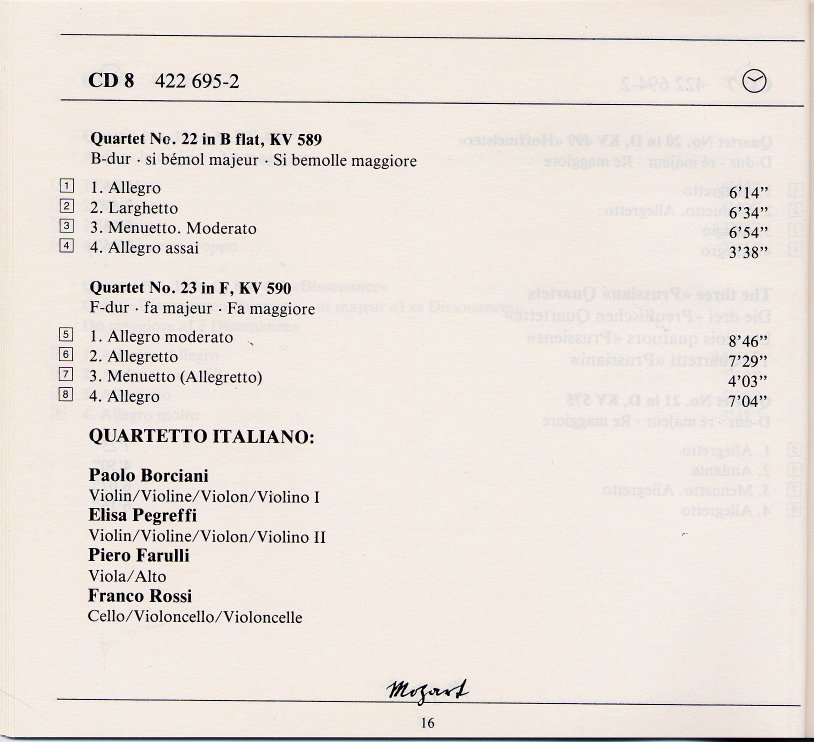 CD 8 422 695-2
Quartet No. 22 in B flat, KV 589
B-dur · si bémol majeur · Si bemolle maggiore
1 1. Allegro 6’14”
2 2. Larghetto 6’34”
3 3. Menuetto. Moderato 6’54”
4 4. Allegro assai 3’38”
Quartet No. 23 in F, KV 590
F-dur · fa majeur · Fa maggiore
5 1. Allegro moderato 8’46”
6 2. Allegretto 7’29”
7 3. Menuetto (Allegretto) 4’03”
8 4. Allegro 7’04”
QUARTETTO ITALIANO:
Paolo Borciani
Violin/Violine/Violon/Violino I
Elisa Pegreffi
Violin/Violine/Violon/Violino II
Piero Farulli
Viola/Alto
Franco Rossi
Cello/Violoncello/Violoncelle
Mozart
16